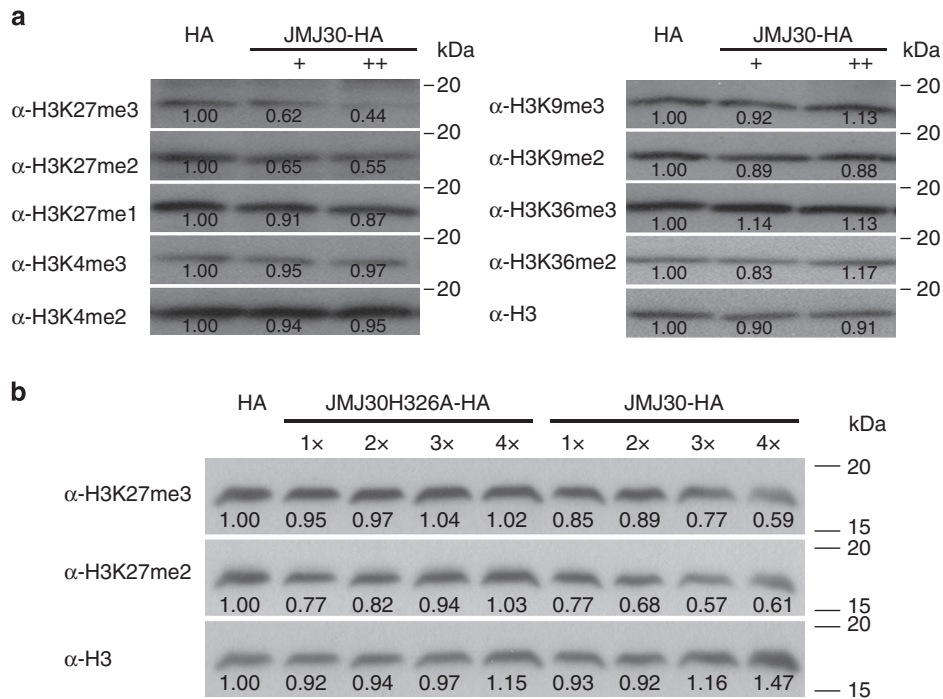 a
HA JMJ30-HA kDa
+ ++
α-H3K27me3 1.00 0.62 0.44 –20
α-H3K27me2 1.00 0.65 0.55 –20
α-H3K27me1 1.00 0.91 0.87 –20
α-H3K4me3 1.00 0.95 0.97 –20
α-H3K4me2 1.00 0.94 0.95 –20
HA JMJ30-HA kDa
+ ++
α-H3K9me3 1.00 0.92 1.13 –20
α-H3K9me2 1.00 0.89 0.88 –20
α-H3K36me3 1.00 1.14 1.13 –20
α-H3K36me2 1.00 0.83 1.17 –20
α-H3 1.00 0.90 0.91 –20
b
HA JMJ30H326A-HA JMJ30-HA kDa
1× 2× 3× 4× 1× 2× 3× 4×
— 20
α-H3K27me3
1.00 0.95 0.97 1.04 1.02 0.85 0.89 0.77 0.59 — 15
— 20
α-H3K27me2
1.00 0.77 0.82 0.94 1.03 0.77 0.68 0.57 0.61 — 15
— 20
α-H3
1.00 0.92 0.94 0.97 1.15 0.93 0.92 1.16 1.47 — 15